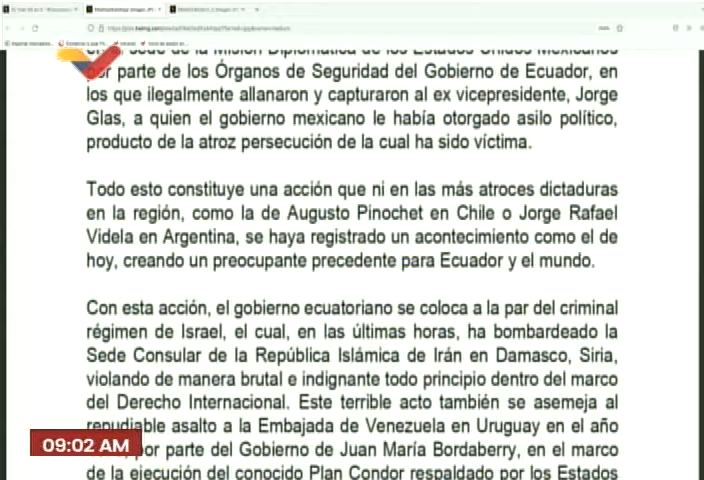 en la sede de la Misión Diplomática de los Estados Unidos Mexicanos
por parte de los Órganos de Seguridad del Gobierno de Ecuador, en
los que ilegalmente allanaron y capturaron al ex vicepresidente, Jorge
Glas, a quien el gobierno mexicano le había otorgado asilo político,
producto de la atroz persecución de la cual ha sido víctima.
Todo esto constituye una acción que ni en las más atroces dictaduras
en la región, como la de Augusto Pinochet en Chile o Jorge Rafael
Videla en Argentina, se haya registrado un acontecimiento como el de
hoy, creando un preocupante precedente para Ecuador y el mundo.
Con esta acción, el gobierno ecuatoriano se coloca a la par del criminal
régimen de Israel, el cual, en las últimas horas, ha bombardeado la
Sede Consular de la República Islámica de Irán en Damasco, Siria,
violando de manera brutal e indignante todo principio dentro del marco
del Derecho Internacional. Este terrible acto también se asemeja al
repudiable asalto a la Embajada de Venezuela en Uruguay en el año
por parte del Gobierno de Juan María Bordaberry, en el marco
de la ejecución del conocido Plan Condor respaldado por los Estados
09:02 AM